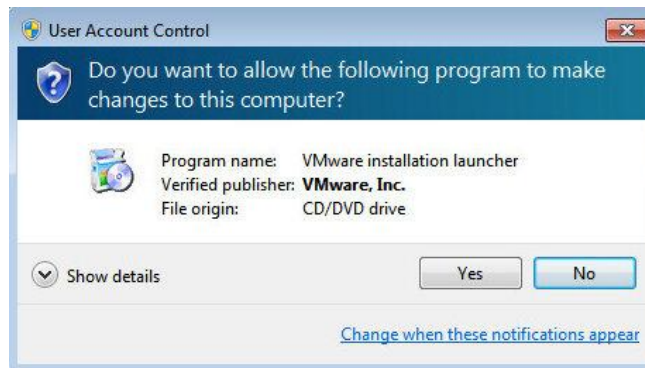 User Account Control
Do you want to allow the following program to make
changes to this computer?
Program name: VMware installation launcher
Verified publisher: VMware, Inc.
File origin: CD/DVD drive
Show details
Yes
No
Change when these notifications appear